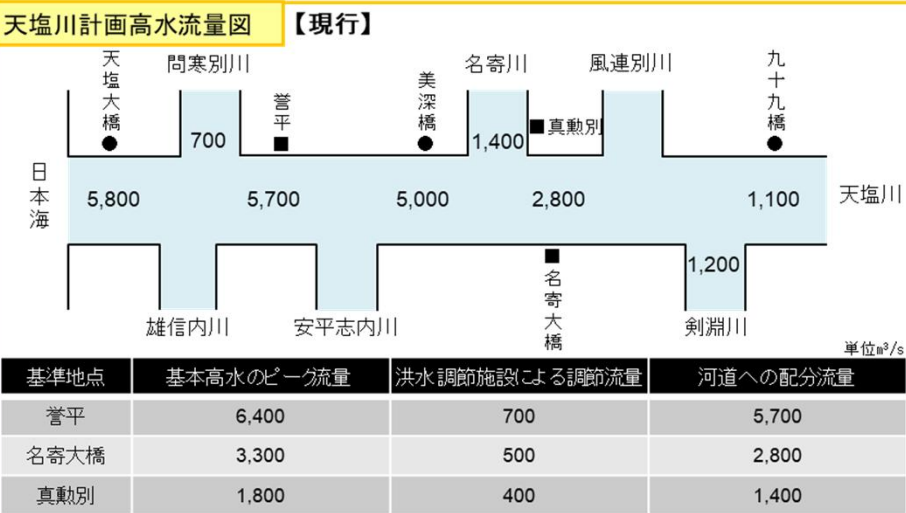 天塩川計画高水流量図
【現行】
天塩大橋
問寒別川
誉平
美深橋
名寄川
真勲別
風連別川
九十九橋
700
1,400
日本海
5,800
5,700
5,000
2,800
1,100
天塩川
1,200
雄信内川
安平志内川
名寄大橋
剣淵川
単位m³/s
基準地点 基本高水のピーク流量 洪水調節施設による調節流量 河道への配分流量
誉平 6,400 700 5,700
名寄大橋 3,300 500 2,800
真勲別 1,800 400 1,400